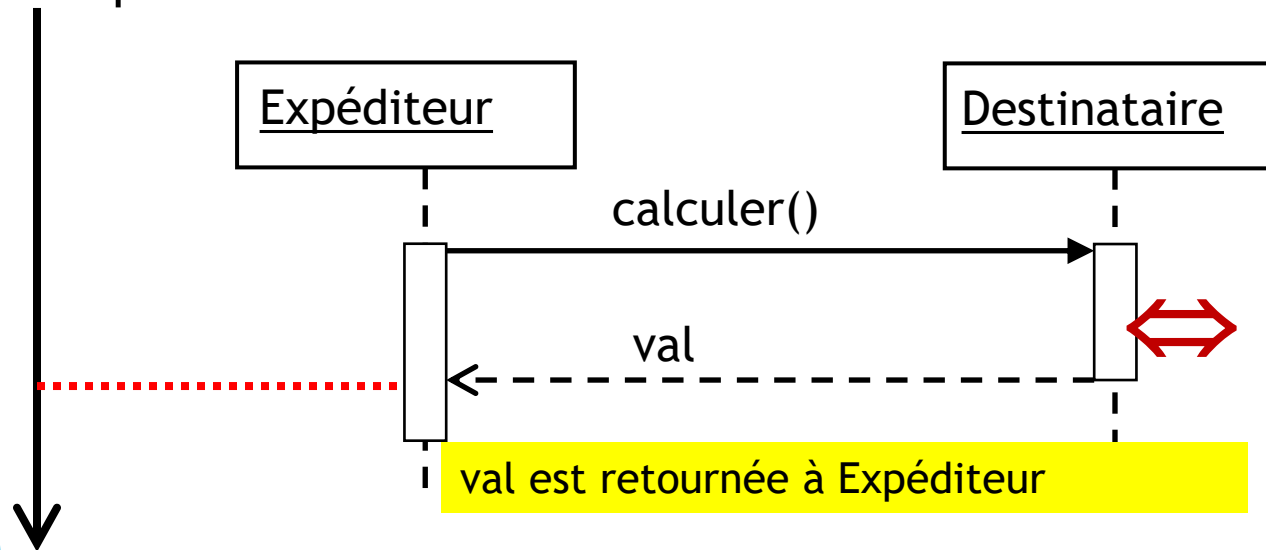 Expéditeur
Destinataire
calculer()
val
val est retournée à Expéditeur